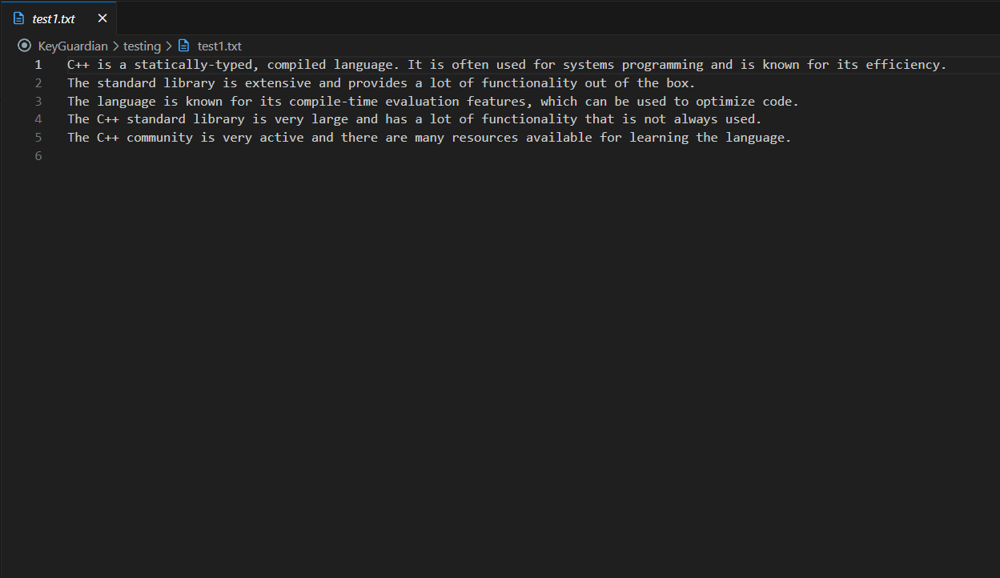 test1.txt
KeyGuardian > testing > test1.txt
1 C++ is a statically-typed, compiled language. It is often used for systems programming and is known for its efficiency.
2 The standard library is extensive and provides a lot of functionality out of the box.
3 The language is known for its compile-time evaluation features, which can be used to optimize code.
4 The C++ standard library is very large and has a lot of functionality that is not always used.
5 The C++ community is very active and there are many resources available for learning the language.
6